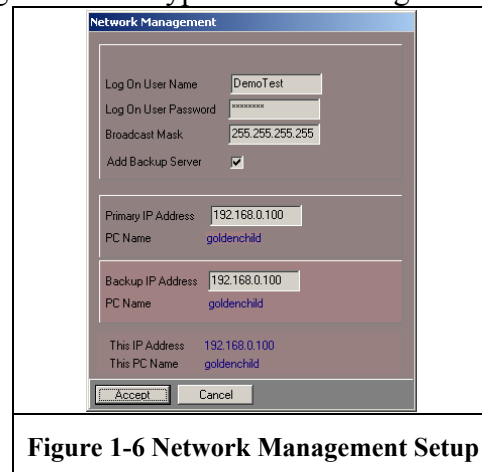 Network Management
Log On User Name DemoTest
Log On User Password ********
Broadcast Mask 255.255.255.255
Add Backup Server
Primary IP Address 192.168.0.100
PC Name goldenchild
Backup IP Address 192.168.0.100
PC Name goldenchild
This IP Address 192.168.0.100
This PC Name goldenchild
Accept Cancel
Figure 1-6 Network Management Setup